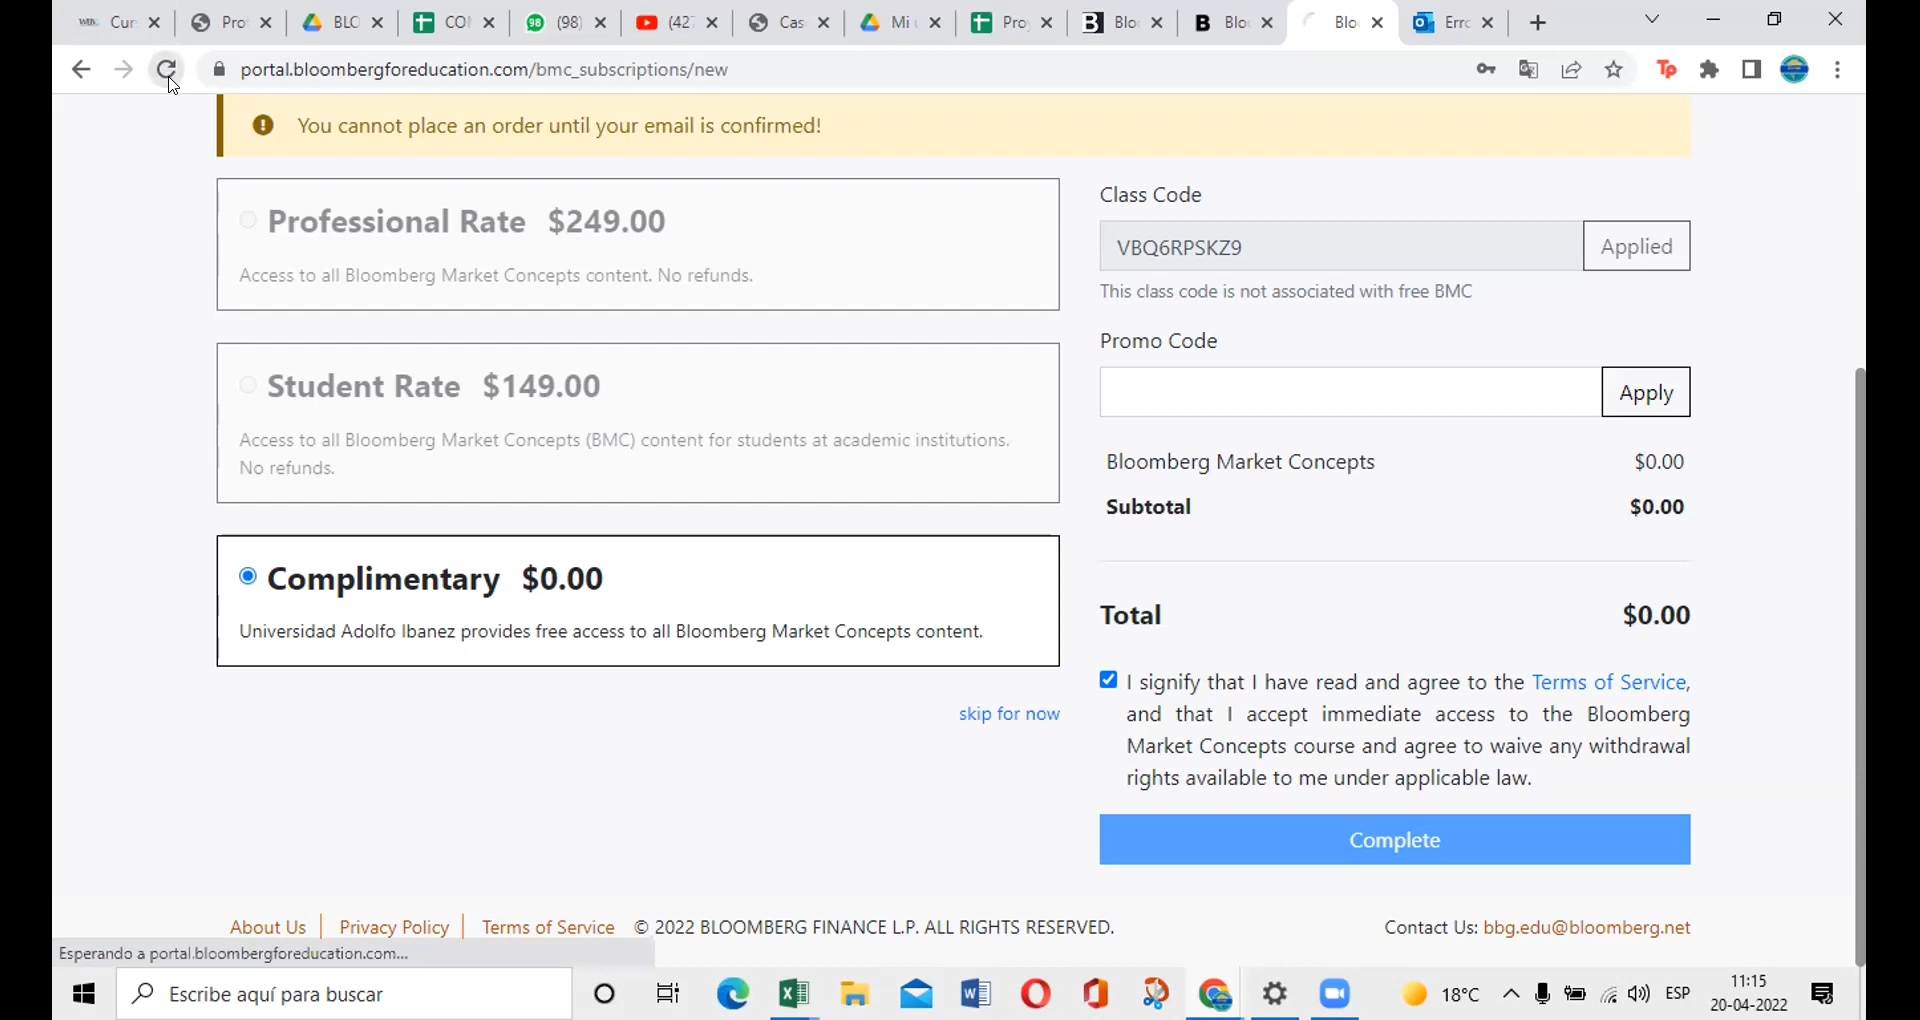 Cur
Pro
BLO
CO
(98)
(42
Cas
Mi u
Pro
Bloo
Bloo
Bloo
Erro
portal.bloombergforeducation.com/bmc_subscriptions/new
You cannot place an order until your email is confirmed!
Professional Rate $249.00
Access to all Bloomberg Market Concepts content. No refunds.
Student Rate $149.00
Access to all Bloomberg Market Concepts (BMC) content for students at academic institutions.
No refunds.
Complimentary $0.00
Universidad Adolfo Ibanez provides free access to all Bloomberg Market Concepts content.
skip for now
Class Code
VBQ6RPSKZ9 Applied
This class code is not associated with free BMC
Promo Code
Apply
Bloomberg Market Concepts $0.00
Subtotal $0.00
Total $0.00
I signify that I have read and agree to the Terms of Service,
and that I accept immediate access to the Bloomberg
Market Concepts course and agree to waive any withdrawal
rights available to me under applicable law.
Complete
About Us Privacy Policy Terms of Service © 2022 BLOOMBERG FINANCE L.P. ALL RIGHTS RESERVED. Contact Us: bbg.edu@bloomberg.net
Esperando a portal.bloombergforeducation.com...
Escribe aquí para buscar
18°C
ESP
11:15
20-04-2022